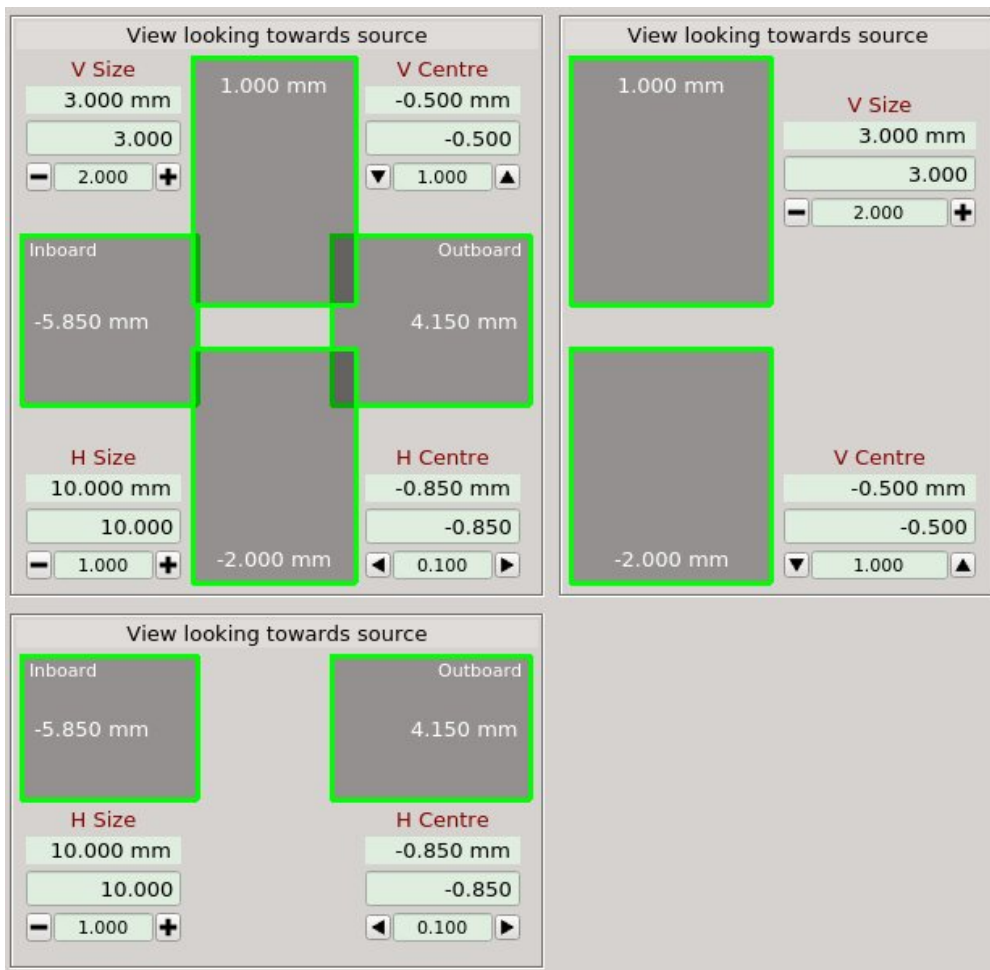 View looking towards source
V Size
3.000 mm
3.000
2.000
1.000 mm
V Centre
-0.500 mm
-0.500
1.000
Inboard
-5.850 mm
Outboard
4.150 mm
H Size
10.000 mm
10.000
1.000
-2.000 mm
H Centre
-0.850 mm
-0.850
0.100
View looking towards source
1.000 mm
V Size
3.000 mm
3.000
2.000
-2.000 mm
V Centre
-0.500 mm
-0.500
1.000
View looking towards source
Inboard
-5.850 mm
Outboard
4.150 mm
H Size
10.000 mm
10.000
1.000
H Centre
-0.850 mm
-0.850
0.100